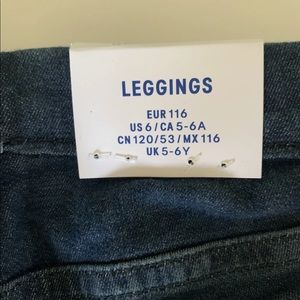 LEGGINGS
EUR 116
US 6/CA 5-6A
CN 120/53/MX 116
UK 5-6Y